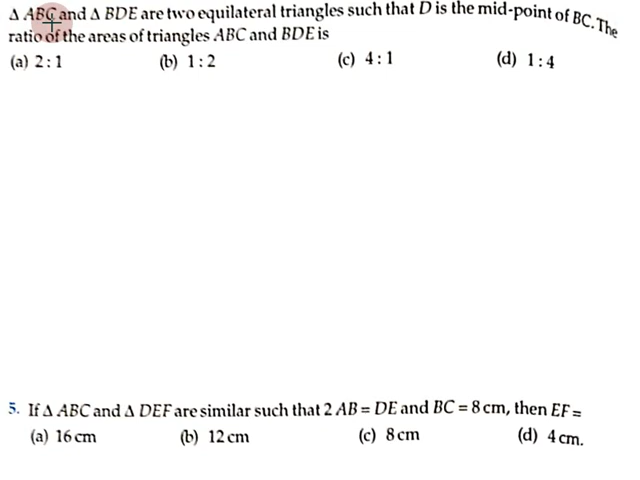 Δ ABC and Δ BDE are two equilateral triangles such that D is the mid-point of BC. The
ratio of the areas of triangles ABC and BDE is
(a) 2 : 1 (b) 1 : 2 (c) 4 : 1 (d) 1 : 4
5. If Δ ABC and Δ DEF are similar such that 2 AB = DE and BC = 8 cm, then EF =
(a) 16 cm (b) 12 cm (c) 8 cm (d) 4 cm.